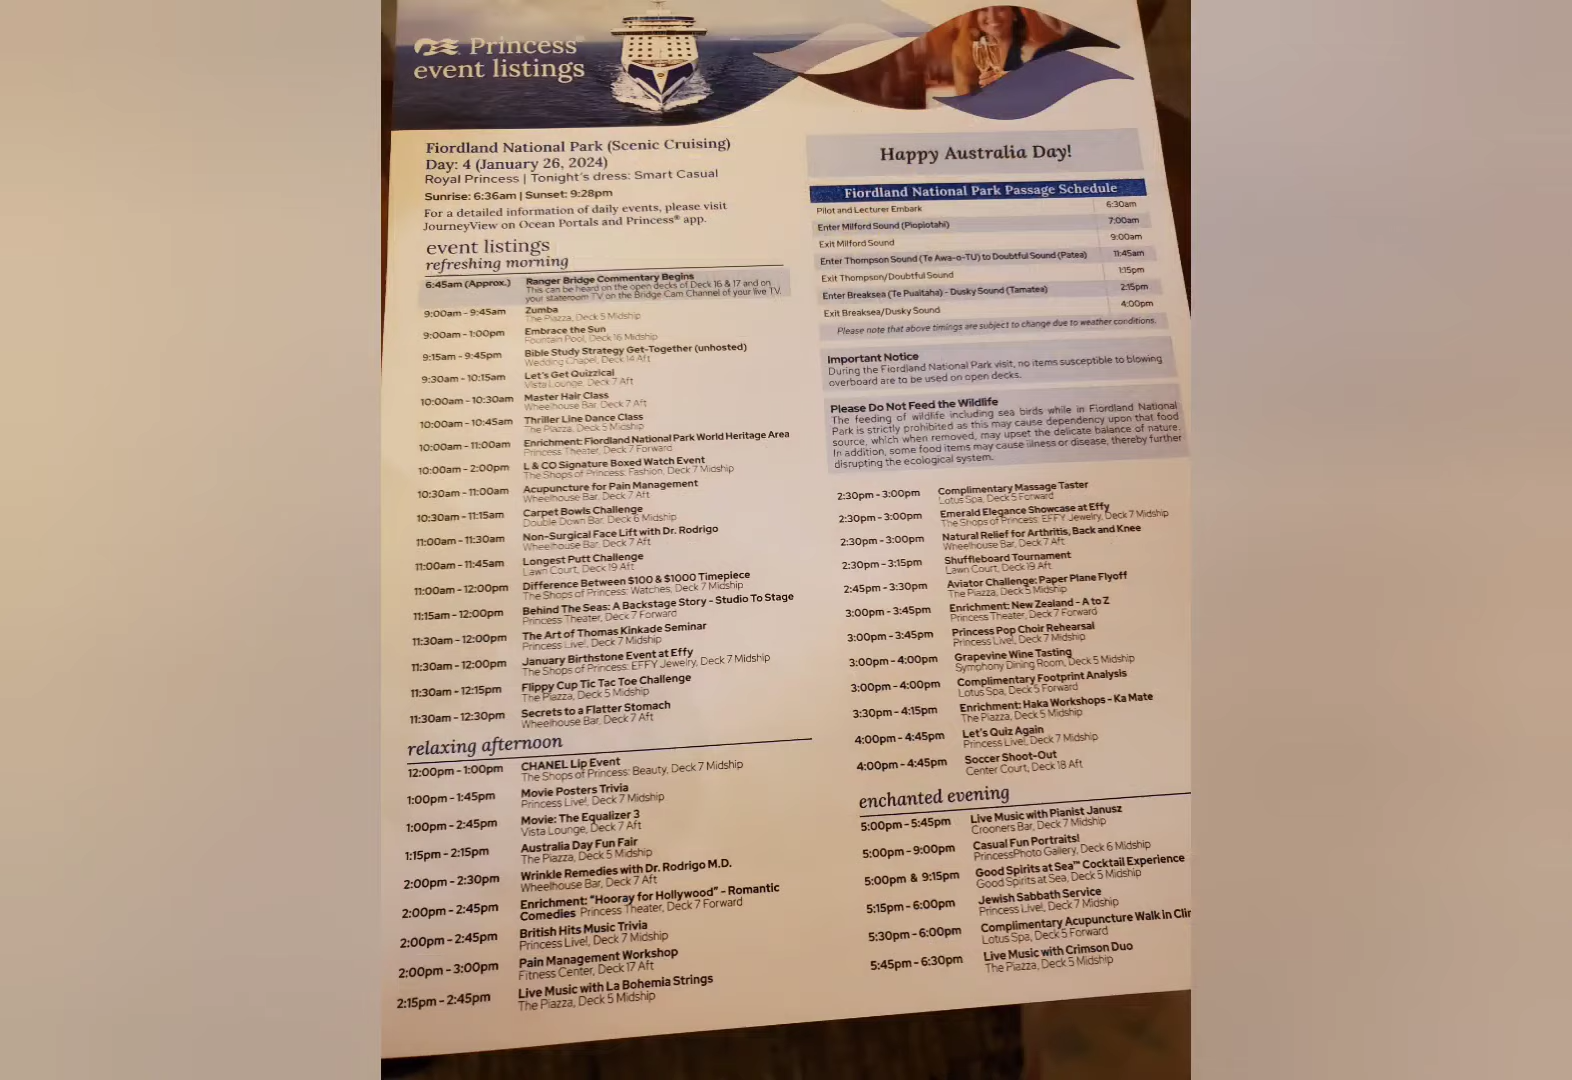 Princess®
event listings
Fiordland National Park (Scenic Cruising)
Day: 4 (January 26, 2024)
Royal Princess | Tonight's dress: Smart Casual
Sunrise: 6:36am | Sunset: 9:28pm
For a detailed information of daily events, please visit
JourneyView on Ocean Portals and Princess® app.
event listings
refreshing morning
6:45am (Approx.) Ranger Bridge Commentary Begins
This can be heard on the open decks of Deck 16 & 17 and on
your stateroom TV on the Bridge Cam Channel of your live TV.
9:00am - 9:45am Zumba
The Piazza, Deck 5 Midship
9:00am - 1:00pm Embrace the Sun
Fountain Pool, Deck 16 Midship
9:15am - 9:45pm Bible Study Strategy Get-Together (unhosted)
Wedding Chapel, Deck 14 Aft
9:30am - 10:15am Let's Get Quizzical
Vista Lounge, Deck 7 Aft
10:00am - 10:30am Master Hair Class
Wheelhouse Bar, Deck 7 Aft
10:00am - 10:45am Thriller Line Dance Class
The Piazza, Deck 5 Midship
10:00am - 11:00am Enrichment: Fiordland National Park World Heritage Area
Princess Theater, Deck 7 Forward
10:00am - 2:00pm L & CO Signature Boxed Watch Event
The Shops of Princess: Fashion, Deck 7 Midship
10:30am - 11:00am Acupuncture for Pain Management
Wheelhouse Bar, Deck 7 Aft
10:30am - 11:15am Carpet Bowls Challenge
Double Down Bar, Deck 6 Midship
11:00am - 11:30am Non-Surgical Face Lift with Dr. Rodrigo
Wheelhouse Bar, Deck 7 Aft
11:00am - 11:45am Longest Putt Challenge
Lawn Court, Deck 19 Aft
11:00am - 12:00pm Difference Between $100 & $1000 Timepiece
The Shops of Princess: Watches, Deck 7 Midship
11:15am - 12:00pm Behind The Seas: A Backstage Story - Studio To Stage
Princess Theater, Deck 7 Forward
11:30am - 12:00pm The Art of Thomas Kinkade Seminar
Princess Live!, Deck 7 Midship
11:30am - 12:00pm January Birthstone Event at Effy
The Shops of Princess: EFFY Jewelry, Deck 7 Midship
11:30am - 12:15pm Flippy Cup Tic Tac Toe Challenge
The Piazza, Deck 5 Midship
11:30am - 12:30pm Secrets to a Flatter Stomach
Wheelhouse Bar, Deck 7 Aft
relaxing afternoon
12:00pm - 1:00pm CHANEL Lip Event
The Shops of Princess: Beauty, Deck 7 Midship
1:00pm - 1:45pm Movie Posters Trivia
Princess Live!, Deck 7 Midship
1:00pm - 2:45pm Movie: The Equalizer 3
Vista Lounge, Deck 7 Aft
1:15pm - 2:15pm Australia Day Fun Fair
The Piazza, Deck 5 Midship
2:00pm - 2:30pm Wrinkle Remedies with Dr. Rodrigo M.D.
Wheelhouse Bar, Deck 7 Aft
2:00pm - 2:45pm Enrichment: "Hooray for Hollywood" - Romantic
Comedies Princess Theater, Deck 7 Forward
2:00pm - 2:45pm British Hits Music Trivia
Princess Live!, Deck 7 Midship
2:00pm - 3:00pm Pain Management Workshop
Fitness Center, Deck 17 Aft
2:15pm - 2:45pm Live Music with La Bohemia Strings
The Piazza, Deck 5 Midship
Happy Australia Day!
Fiordland National Park Passage Schedule
Pilot and Lecturer Embark 6:30am
Enter Milford Sound (Piopiotahi) 7:00am
Exit Milford Sound 9:00am
Enter Thompson Sound (Te Awa-o-TU) to Doubtful Sound (Patea) 11:45am
Exit Thompson/Doubtful Sound 1:15pm
Enter Breaksea (Te Puaitaha) - Dusky Sound (Tamatea) 2:15pm
Exit Breaksea/Dusky Sound 4:00pm
Please note that above timings are subject to change due to weather conditions.
Important Notice
During the Fiordland National Park visit, no items susceptible to blowing
overboard are to be used on open decks.
Please Do Not Feed the Wildlife
The feeding of wildlife including sea birds while in Fiordland National
Park is strictly prohibited as this may cause dependency upon that food
source, which when removed, may upset the delicate balance of nature.
In addition, some food items may cause illness or disease, thereby further
disrupting the ecological system.
2:30pm - 3:00pm Complimentary Massage Taster
Lotus Spa, Deck 5 Forward
2:30pm - 3:00pm Emerald Elegance Showcase at Effy
The Shops of Princess: EFFY Jewelry, Deck 7 Midship
2:30pm - 3:00pm Natural Relief for Arthritis, Back and Knee
Wheelhouse Bar, Deck 7 Aft
2:30pm - 3:15pm Shuffleboard Tournament
Lawn Court, Deck 19 Aft
2:45pm - 3:30pm Aviator Challenge: Paper Plane Flyoff
The Piazza, Deck 5 Midship
3:00pm - 3:45pm Enrichment: New Zealand - A to Z
Princess Theater, Deck 7 Forward
3:00pm - 3:45pm Princess Pop Choir Rehearsal
Princess Live!, Deck 7 Midship
3:00pm - 4:00pm Grapevine Wine Tasting
Symphony Dining Room, Deck 5 Midship
3:00pm - 4:00pm Complimentary Footprint Analysis
Lotus Spa, Deck 5 Forward
3:30pm - 4:15pm Enrichment: Haka Workshops - Ka Mate
The Piazza, Deck 5 Midship
4:00pm - 4:45pm Let's Quiz Again
Princess Live!, Deck 7 Midship
4:00pm - 4:45pm Soccer Shoot-Out
Center Court, Deck 18 Aft
enchanted evening
5:00pm - 5:45pm Live Music with Pianist Janusz
Crooners Bar, Deck 7 Midship
5:00pm - 9:00pm Casual Fun Portraits!
PrincessPhoto Gallery, Deck 6 Midship
5:00pm & 9:15pm Good Spirits at Sea™ Cocktail Experience
Good Spirits at Sea, Deck 5 Midship
5:15pm - 6:00pm Jewish Sabbath Service
Princess Live!, Deck 7 Midship
5:30pm - 6:00pm Complimentary Acupuncture Walk in Clin
Lotus Spa, Deck 5 Forward
5:45pm - 6:30pm Live Music with Crimson Duo
The Piazza, Deck 5 Midship